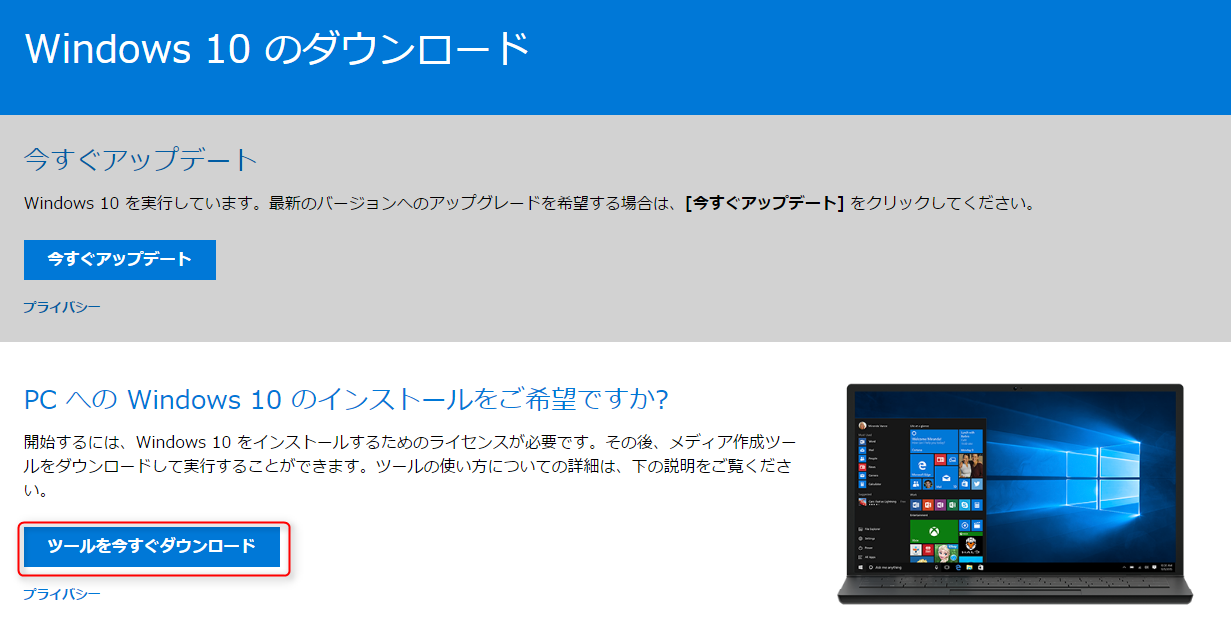 Windows 10 のダウンロード
今すぐアップデート
Windows 10 を実行しています。最新のバージョンへのアップグレードを希望する場合は、[今すぐアップデート] をクリックしてください。
今すぐアップデート
プライバシー
PC への Windows 10 のインストールをご希望ですか?
開始するには、Windows 10 をインストールするためのライセンスが必要です。その後、メディア作成ツー
ルをダウンロードして実行することができます。ツールの使い方についての詳細は、下の説明をご覧くださ
い。
ツールを今すぐダウンロード
プライバシー